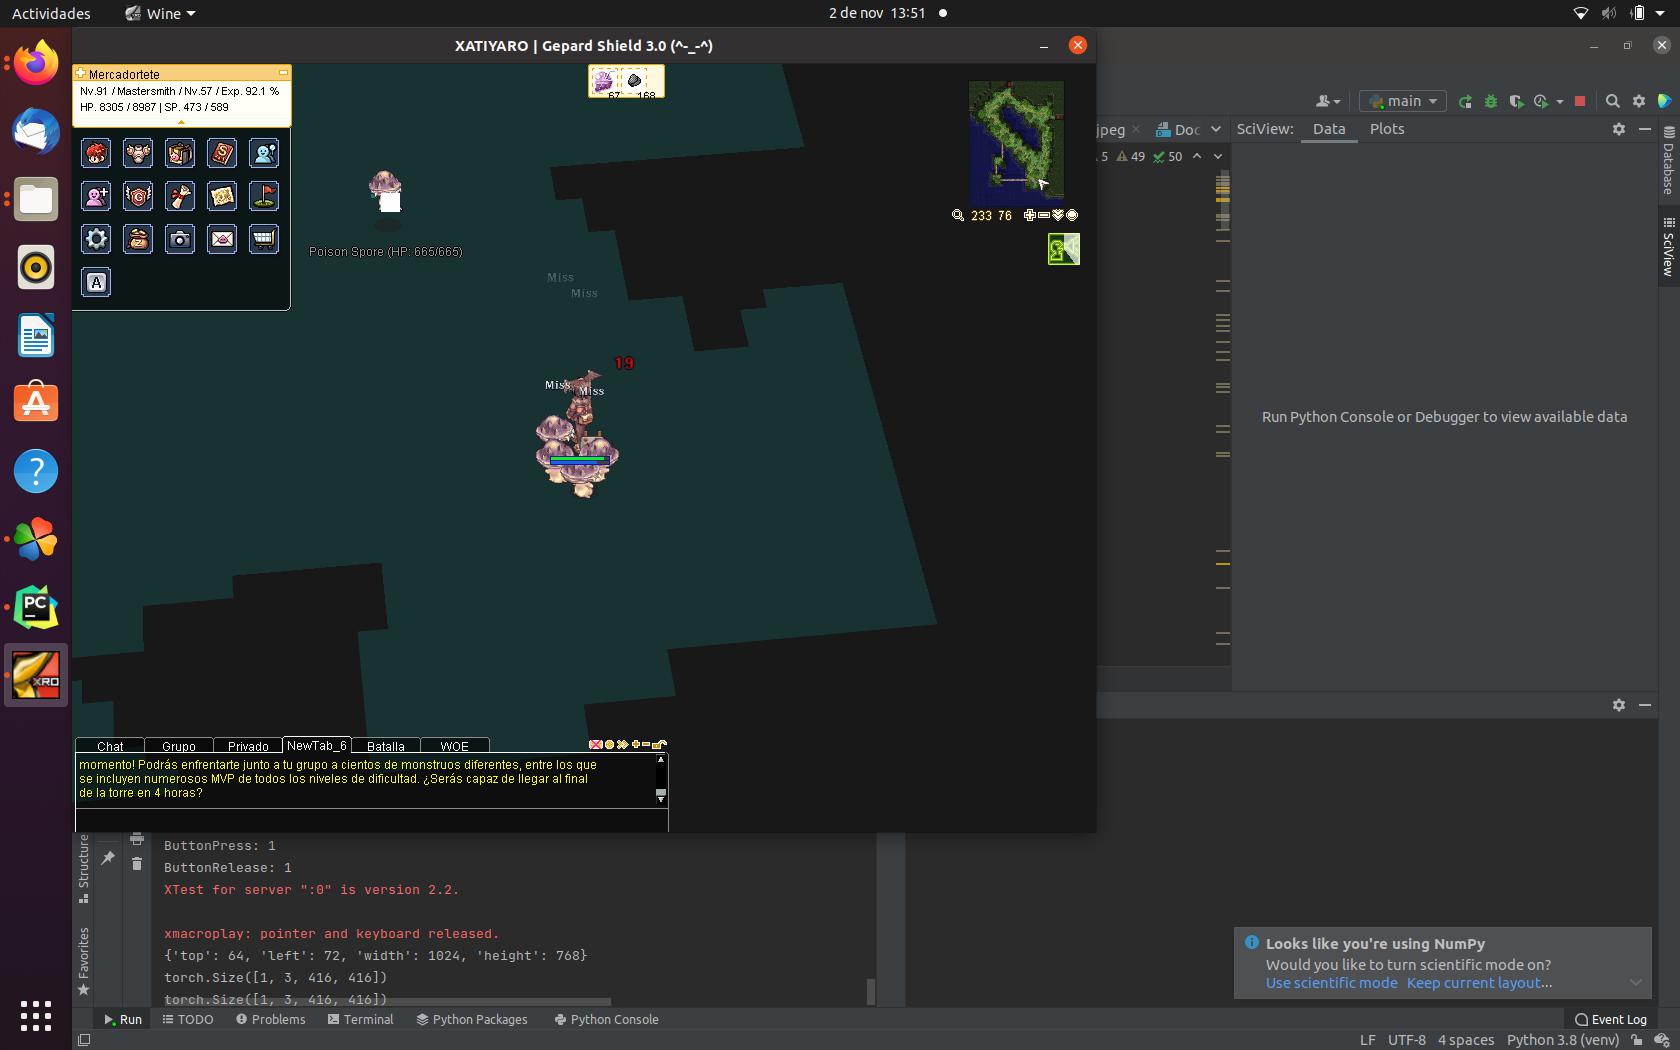 Actividades
Wine
2 de nov 13:51
XATIYARO | Gepard Shield 3.0 (^-_-^)
Mercadortete
Nv.91 / Mastersmith / Nv.57 / Exp. 92.1 %
HP. 8305 / 8987 | SP. 473 / 589
67 168
A
Poison Spore (HP: 665/665)
Miss
Miss
19
Miss
Miss
233 76
main
jpeg
Doc
SciView:
Data
Plots
5
49
50
Database
SciView
Run Python Console or Debugger to view available data
PC
XRO
Chat
Grupo
Privado
NewTab_6
Batalla
WOE
momento! Podrás enfrentarte junto a tu grupo a cientos de monstruos diferentes, entre los que
se incluyen numerosos MVP de todos los niveles de dificultad. ¿Serás capaz de llegar al final
de la torre en 4 horas?
Structure
Favorites
ButtonPress: 1
ButtonRelease: 1
XTest for server ":0" is version 2.2.
xmacroplay: pointer and keyboard released.
{'top': 64, 'left': 72, 'width': 1024, 'height': 768}
torch.Size([1, 3, 416, 416])
torch.Size([1, 3, 416, 416])
Looks like you're using NumPy
Would you like to turn scientific mode on?
Use scientific mode Keep current layout...
Run
TODO
Problems
Terminal
Python Packages
Python Console
Event Log
LF UTF-8 4 spaces Python 3.8 (venv)